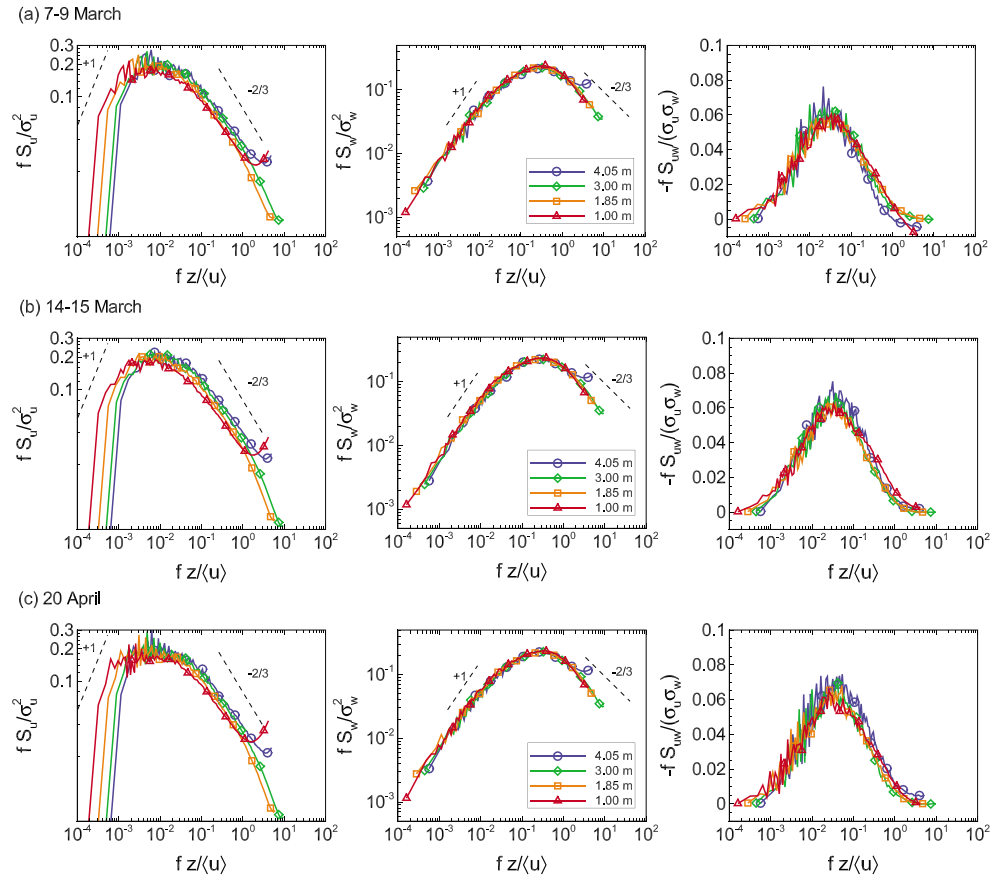 (a) 7-9 March
f S_u/σ_u^2
0.3
0.2
0.1
+1
-2/3
10^-4 10^-3 10^-2 10^-1 10^0 10^1 10^2
f z/⟨u⟩
f S_w/σ_w^2
10^-1
10^-2
10^-3
+1
-2/3
4.05 m
3.00 m
1.85 m
1.00 m
10^-4 10^-3 10^-2 10^-1 10^0 10^1 10^2
f z/⟨u⟩
-f S_uw/(σ_u σ_w)
0.1
0.08
0.06
0.04
0.02
0
10^-4 10^-3 10^-2 10^-1 10^0 10^1 10^2
f z/⟨u⟩
(b) 14-15 March
f S_u/σ_u^2
0.3
0.2
0.1
+1
-2/3
10^-4 10^-3 10^-2 10^-1 10^0 10^1 10^2
f z/⟨u⟩
f S_w/σ_w^2
10^-1
10^-2
10^-3
+1
-2/3
4.05 m
3.00 m
1.85 m
1.00 m
10^-4 10^-3 10^-2 10^-1 10^0 10^1 10^2
f z/⟨u⟩
-f S_uw/(σ_u σ_w)
0.1
0.08
0.06
0.04
0.02
0
10^-4 10^-3 10^-2 10^-1 10^0 10^1 10^2
f z/⟨u⟩
(c) 20 April
f S_u/σ_u^2
0.3
0.2
0.1
+1
-2/3
10^-4 10^-3 10^-2 10^-1 10^0 10^1 10^2
f z/⟨u⟩
f S_w/σ_w^2
10^-1
10^-2
10^-3
+1
-2/3
4.05 m
3.00 m
1.85 m
1.00 m
10^-4 10^-3 10^-2 10^-1 10^0 10^1 10^2
f z/⟨u⟩
-f S_uw/(σ_u σ_w)
0.1
0.08
0.06
0.04
0.02
0
10^-4 10^-3 10^-2 10^-1 10^0 10^1 10^2
f z/⟨u⟩